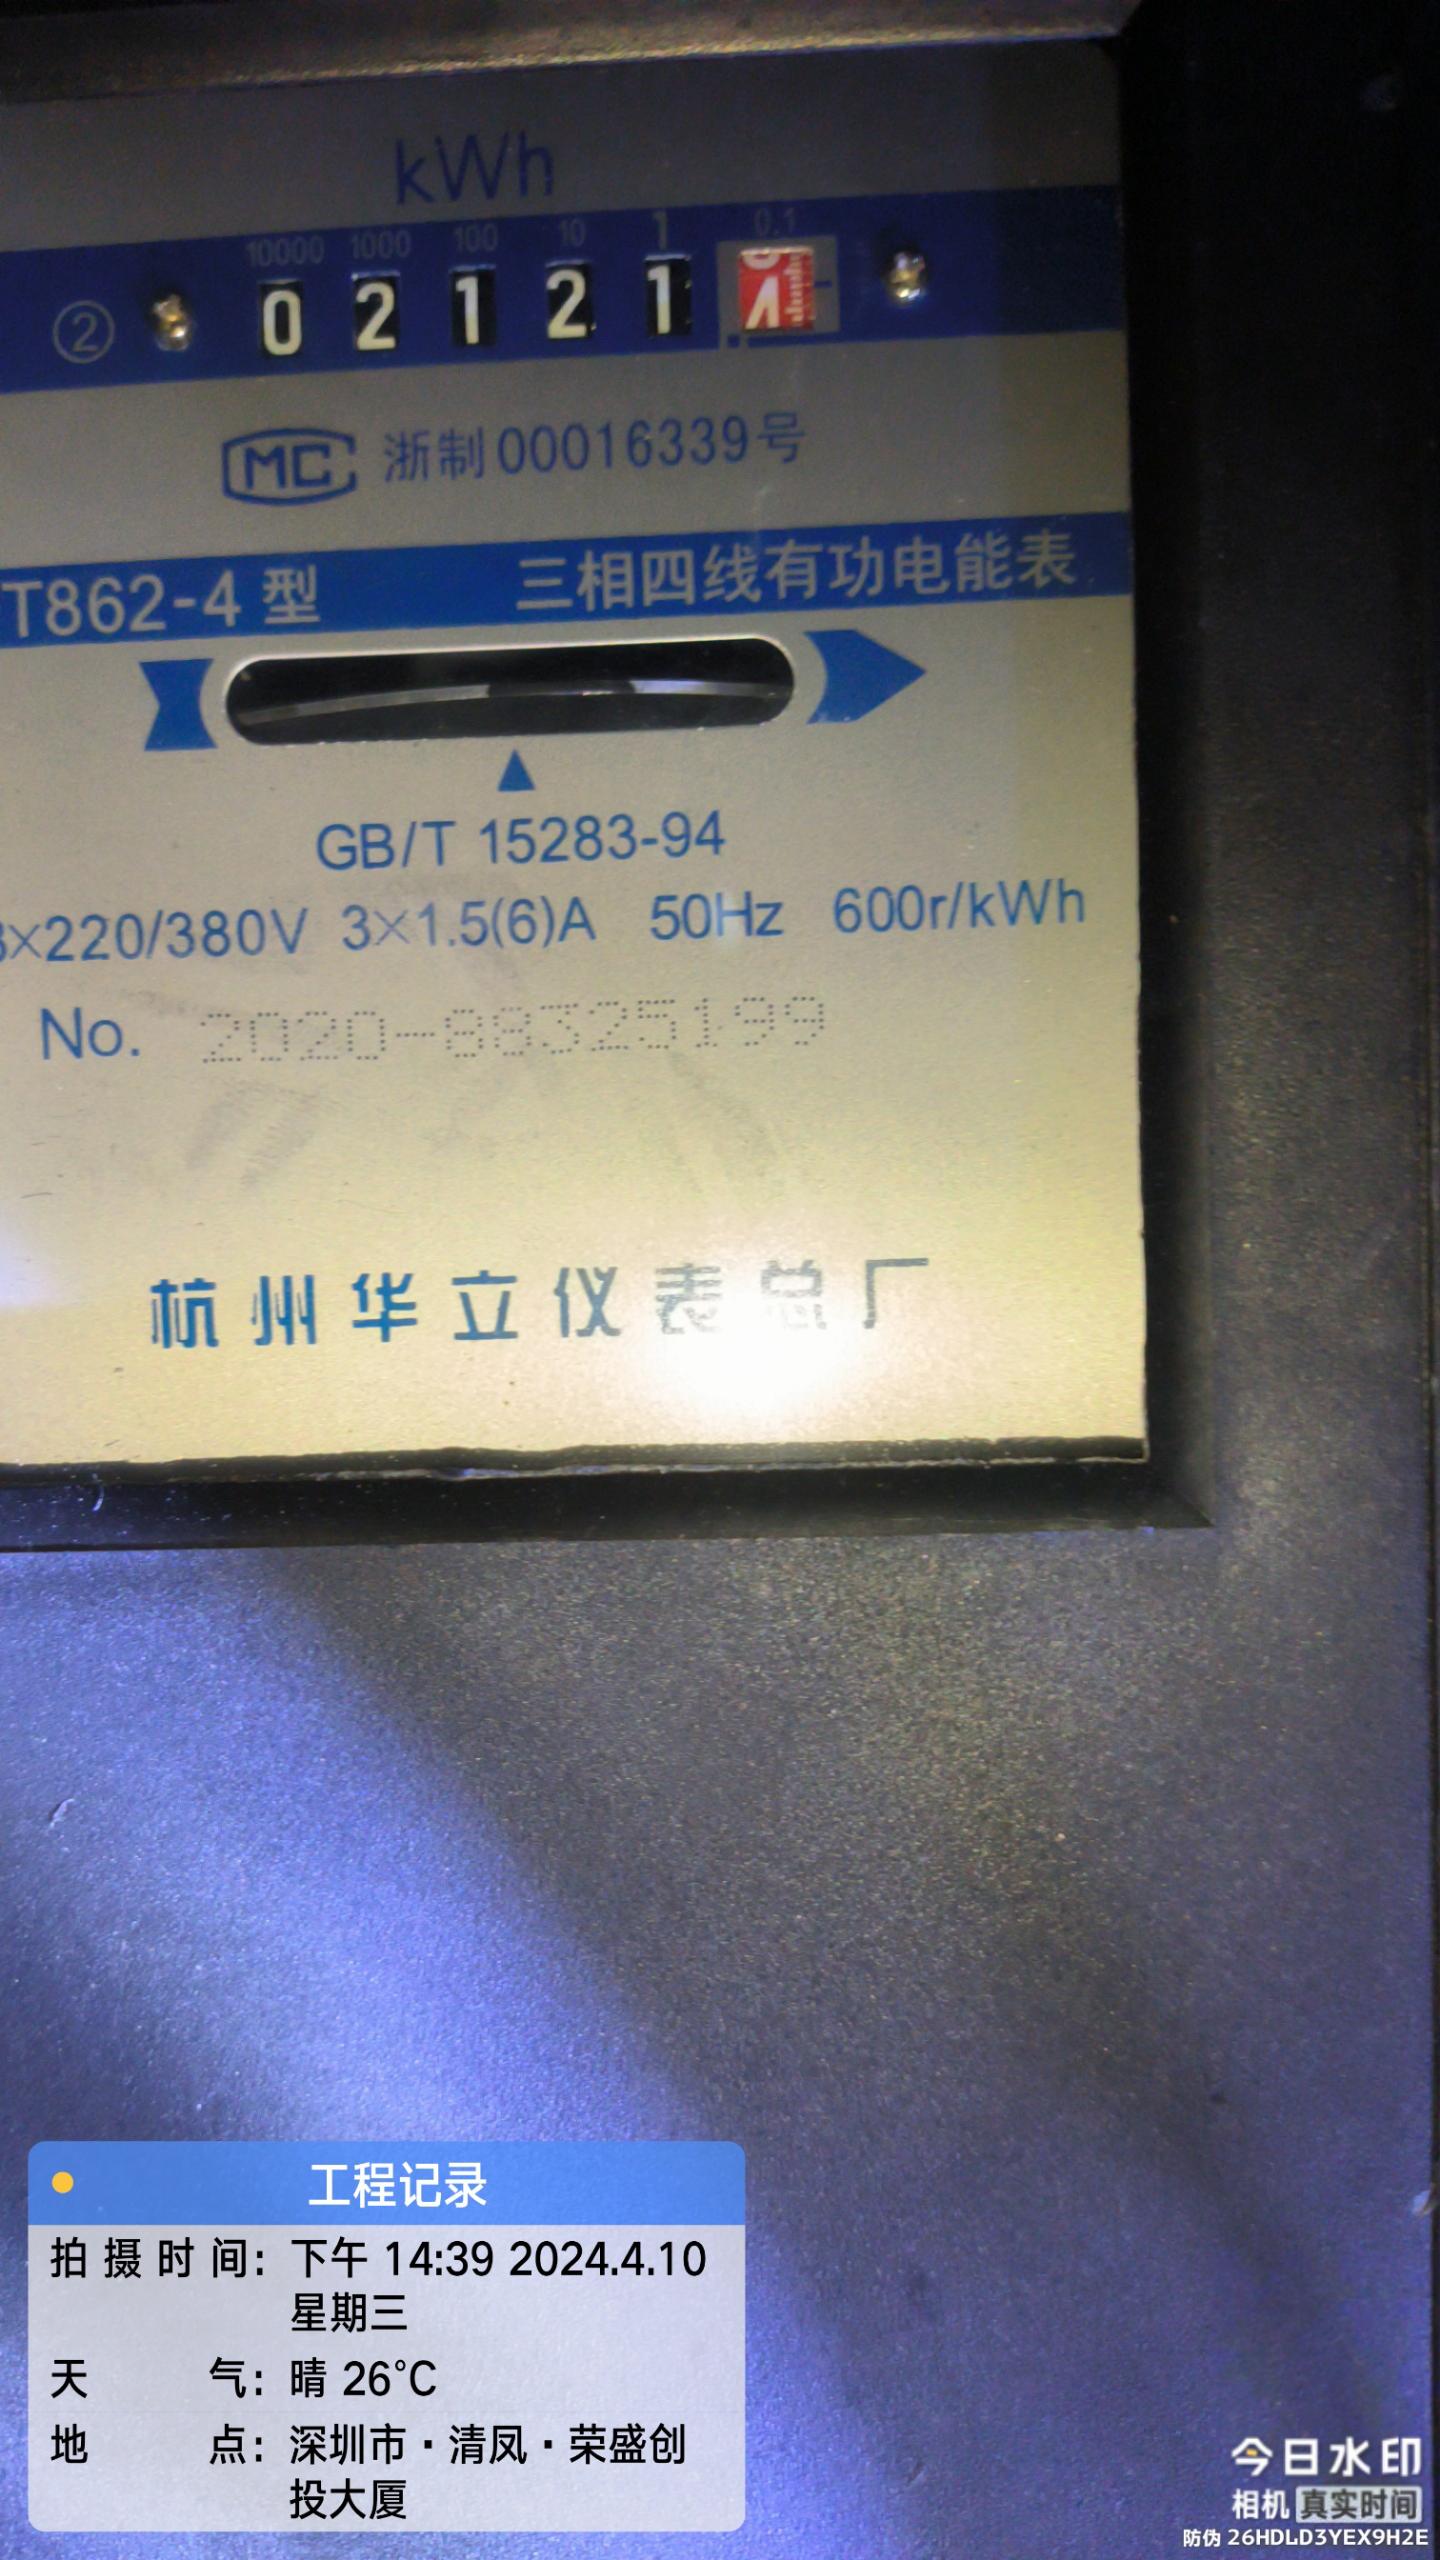 kWh
10000 1000 100 10 1 0.1
② 0 2 1 2 1
MC 浙制00016339号
T862-4 型 三相四线有功电能表
GB/T 15283-94
3×220/380V 3×1.5(6)A 50Hz 600r/kWh
No. 2020-88325199
杭州华立仪表总厂
工程记录
拍摄时间: 下午 14:39 2024.4.10
星期三
天气: 晴 26℃
地点: 深圳市·清凤·荣盛创
投大厦
今日水印
相机 真实时间
防伪 26HDLD3YEX9H2E